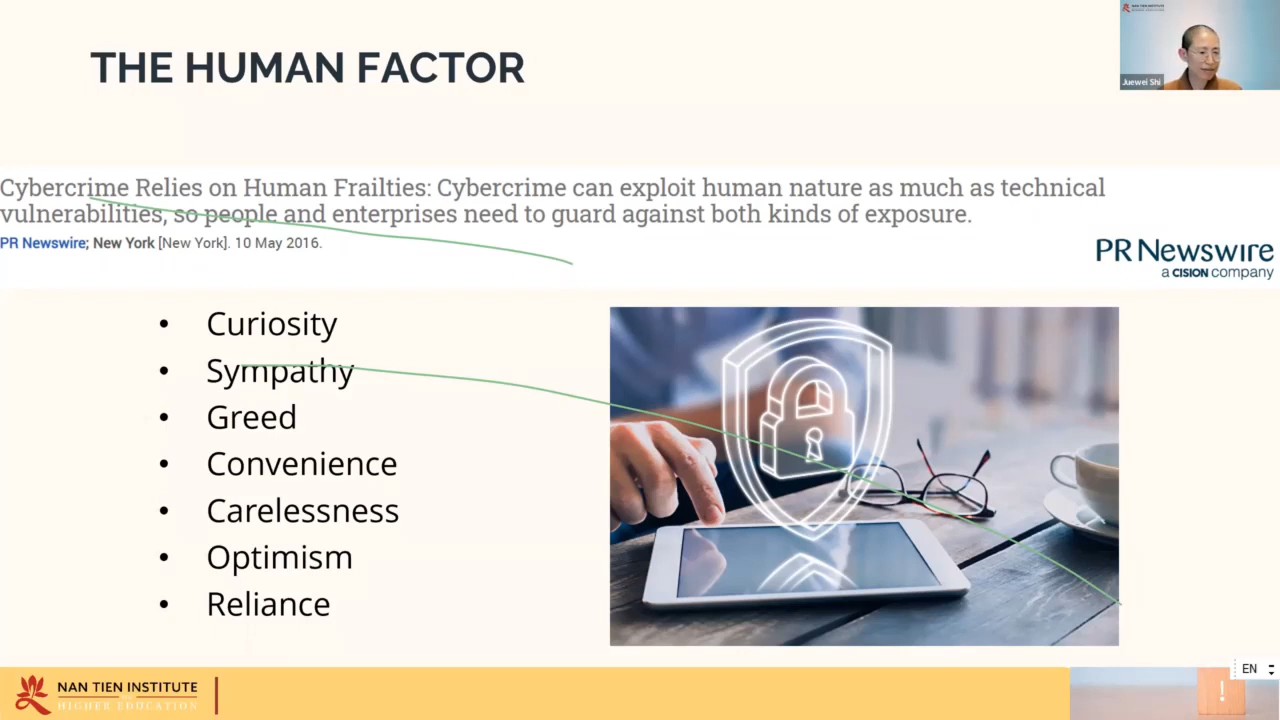 NAN TIEN INSTITUTE
THE HUMAN FACTOR
Juewei Shi
Cybercrime Relies on Human Frailties: Cybercrime can exploit human nature as much as technical
vulnerabilities, so people and enterprises need to guard against both kinds of exposure.
PR Newswire; New York [New York]. 10 May 2016.
PR Newswire
a CISION company
• Curiosity
• Sympathy
• Greed
• Convenience
• Carelessness
• Optimism
• Reliance
NAN TIEN INSTITUTE
HIGHER EDUCATION
!
EN